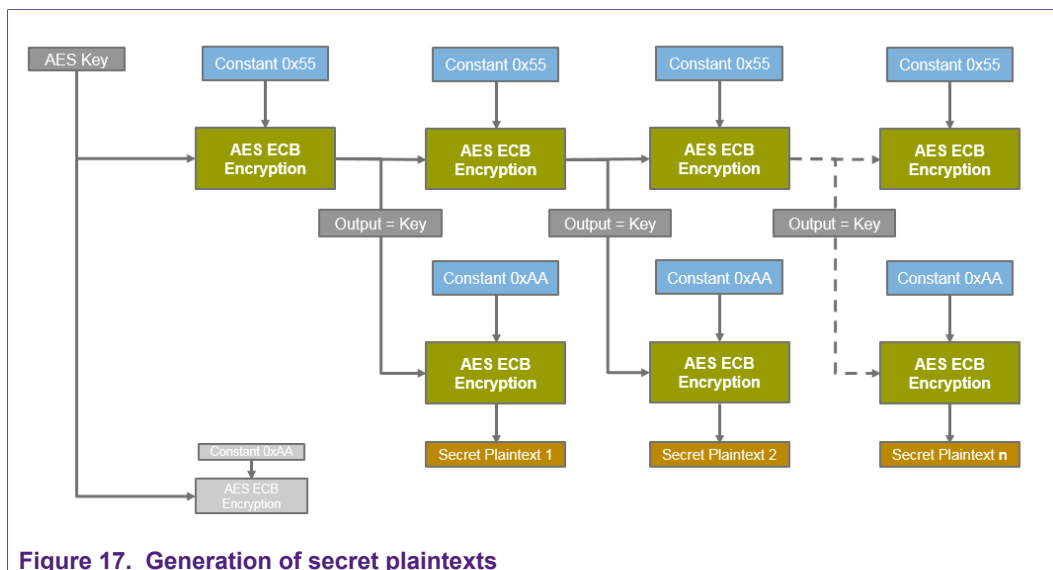 AES Key
Constant 0x55
Constant 0x55
Constant 0x55
Constant 0x55
AES ECB
Encryption
AES ECB
Encryption
AES ECB
Encryption
AES ECB
Encryption
Output = Key
Output = Key
Output = Key
Constant 0xAA
Constant 0xAA
Constant 0xAA
AES ECB
Encryption
AES ECB
Encryption
AES ECB
Encryption
Secret Plaintext 1
Secret Plaintext 2
Secret Plaintext n
Constant 0xAA
AES ECB
Encryption
Figure 17. Generation of secret plaintexts